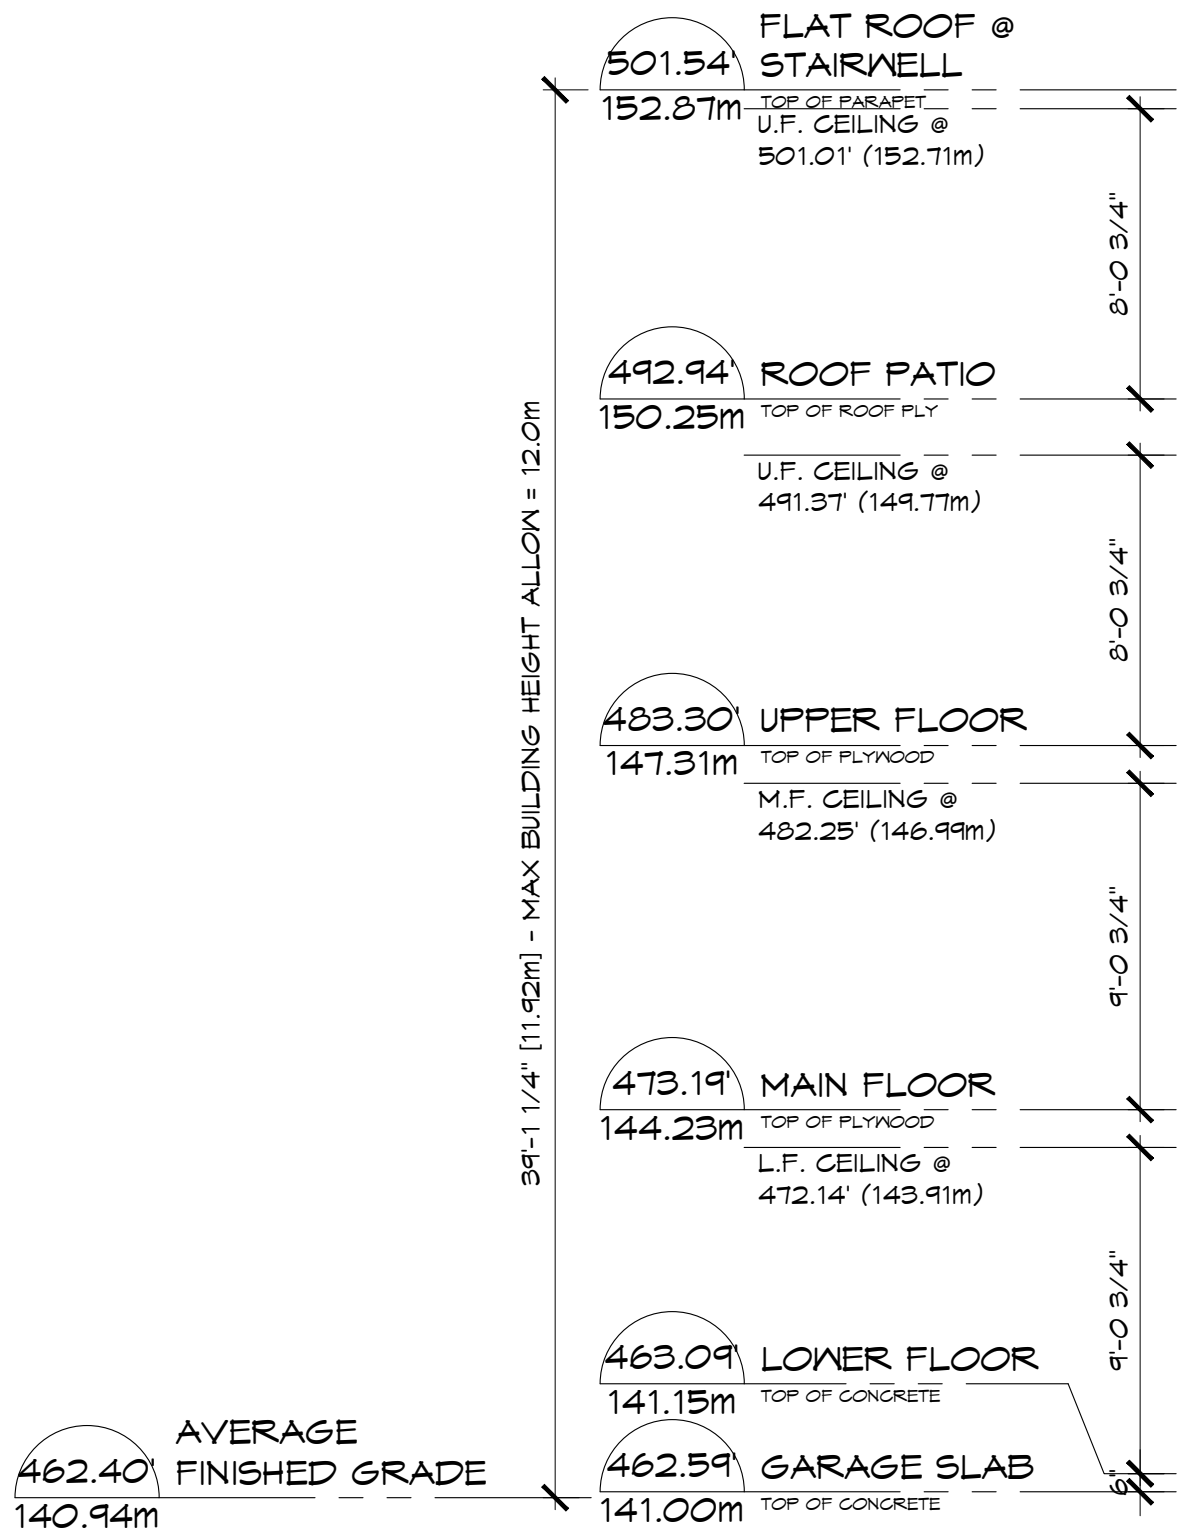 501.54'
152.87m
FLAT ROOF @
STAIRWELL
TOP OF PARAPET
U.F. CEILING @
501.01' (152.71m)
8'-0 3/4"
492.94'
150.25m
ROOF PATIO
TOP OF ROOF PLY
U.F. CEILING @
491.37' (149.77m)
8'-0 3/4"
39'-1 1/4" [11.92m] - MAX BUILDING HEIGHT ALLOW = 12.0m
483.30'
147.31m
UPPER FLOOR
TOP OF PLYWOOD
M.F. CEILING @
482.25' (146.99m)
9'-0 3/4"
473.19'
144.23m
MAIN FLOOR
TOP OF PLYWOOD
L.F. CEILING @
472.14' (143.91m)
9'-0 3/4"
463.09'
141.15m
LOWER FLOOR
TOP OF CONCRETE
462.40'
140.94m
AVERAGE
FINISHED GRADE
462.59'
141.00m
GARAGE SLAB
TOP OF CONCRETE
6"